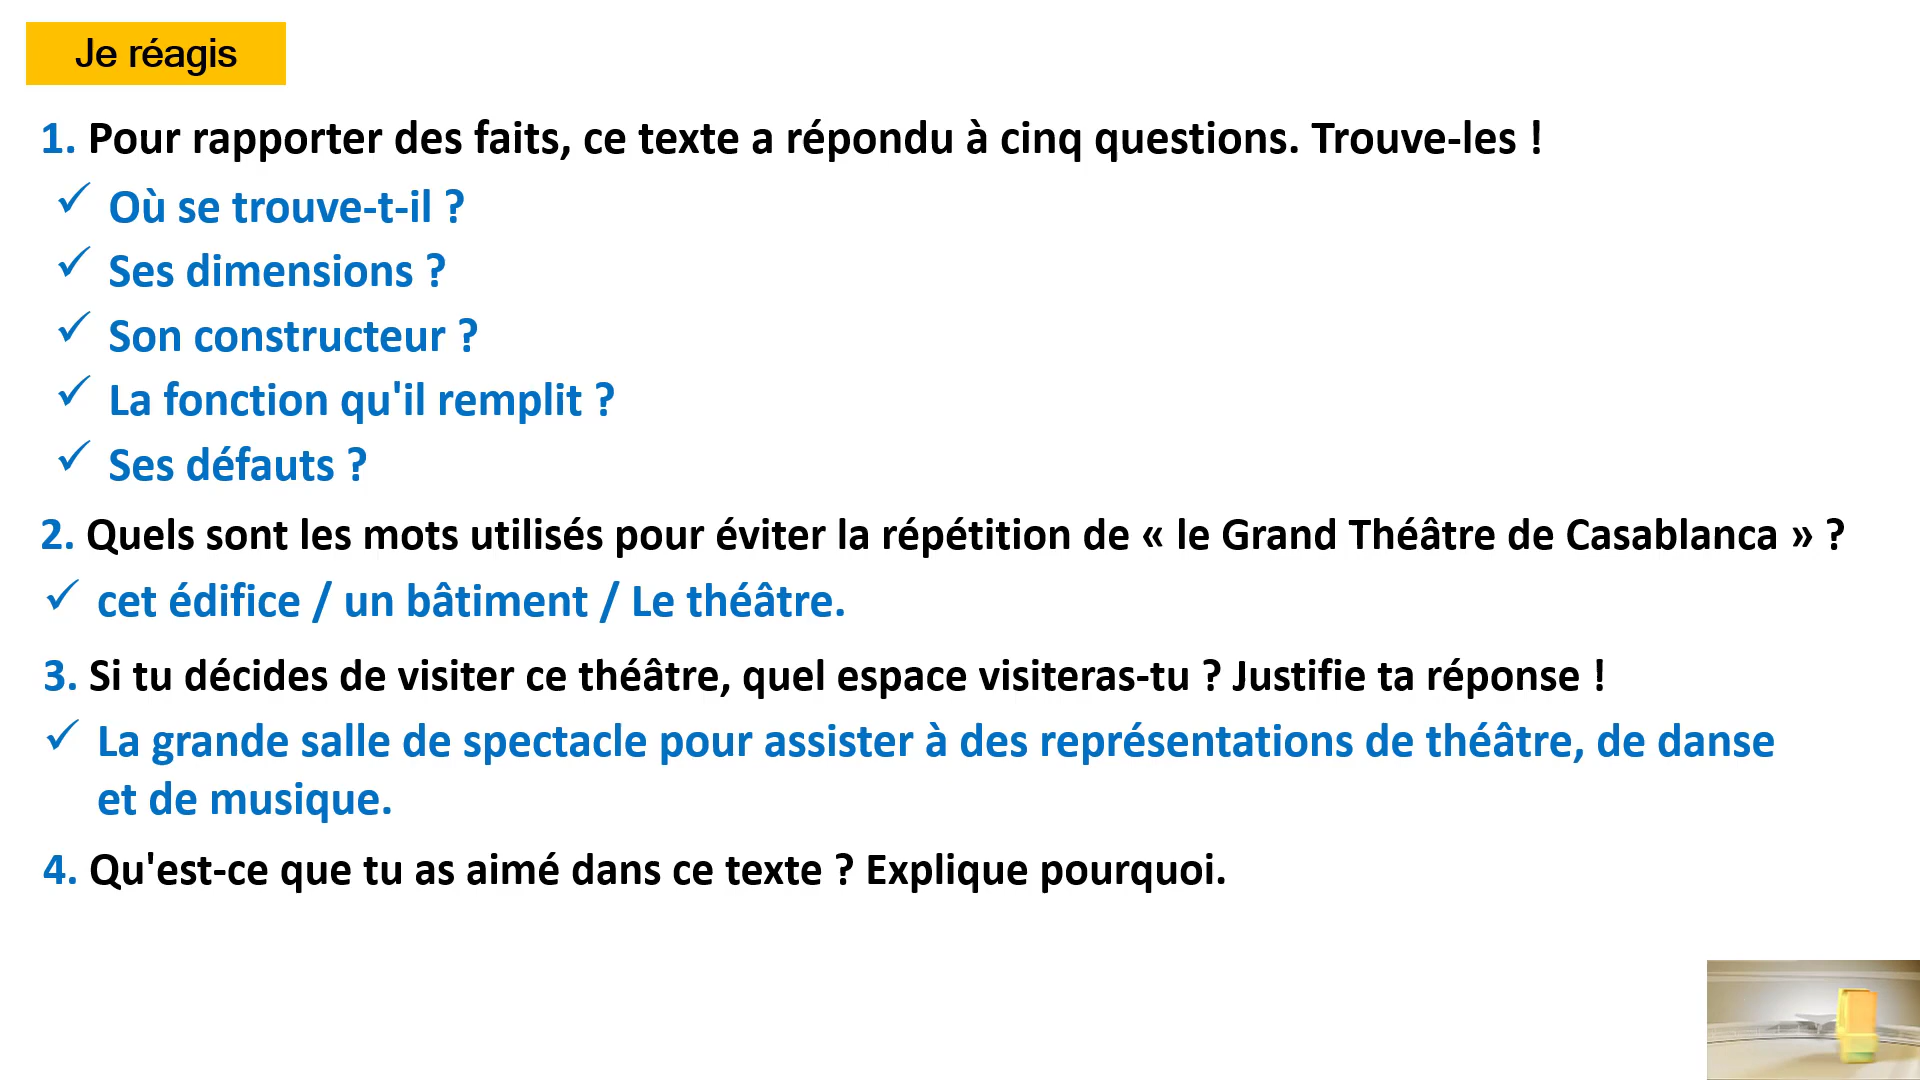 Je réagis
1. Pour rapporter des faits, ce texte a répondu à cinq questions. Trouve-les !
✓ Où se trouve-t-il ?
✓ Ses dimensions ?
✓ Son constructeur ?
✓ La fonction qu'il remplit ?
✓ Ses défauts ?
2. Quels sont les mots utilisés pour éviter la répétition de « le Grand Théâtre de Casablanca » ?
✓ cet édifice / un bâtiment / Le théâtre.
3. Si tu décides de visiter ce théâtre, quel espace visiteras-tu ? Justifie ta réponse !
✓ La grande salle de spectacle pour assister à des représentations de théâtre, de danse
et de musique.
4. Qu'est-ce que tu as aimé dans ce texte ? Explique pourquoi.